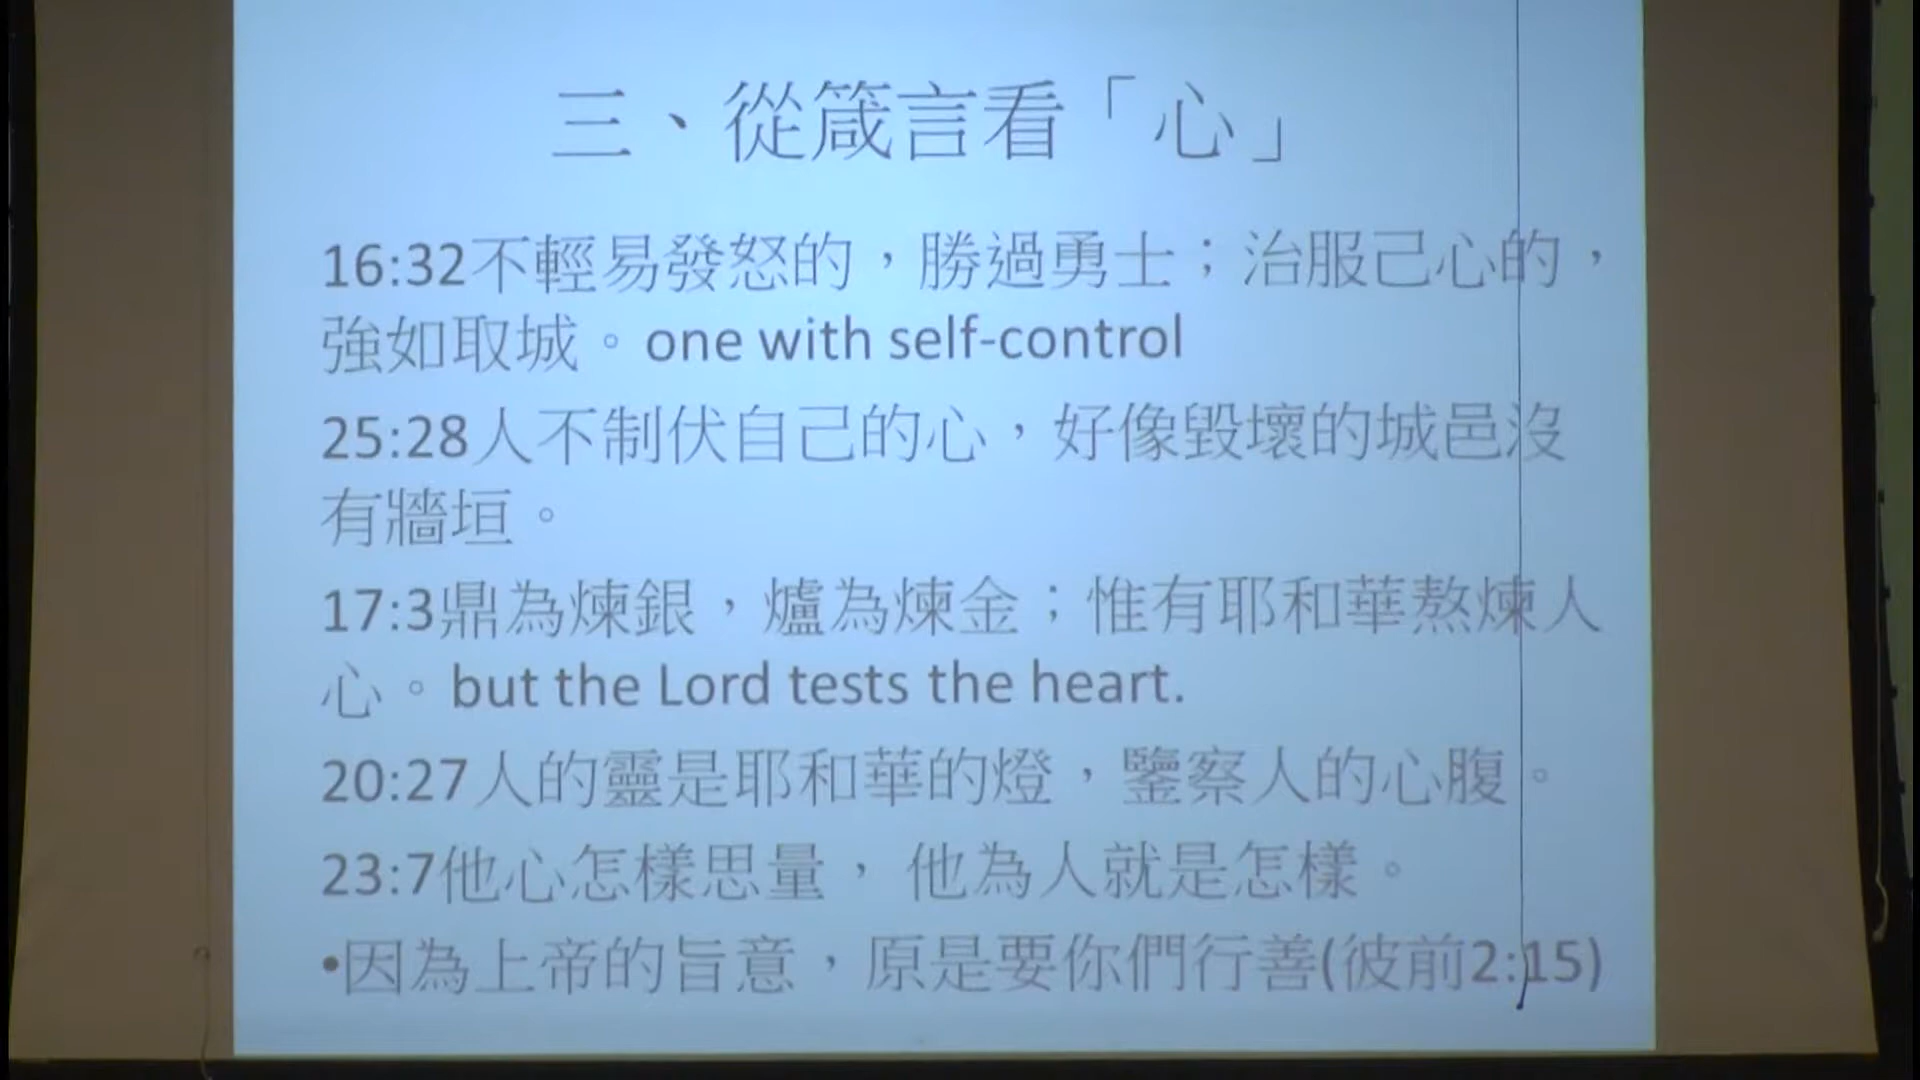 三、從箴言看「心」
16:32不輕易發怒的，勝過勇士；治服己心的，
強如取城。one with self-control
25:28人不制伏自己的心，好像毀壞的城邑沒
有牆垣。
17:3鼎為煉銀，爐為煉金；惟有耶和華熬煉人
心。but the Lord tests the heart.
20:27人的靈是耶和華的燈，鑒察人的心腹。
23:7他心怎樣思量， 他為人就是怎樣。
•因為上帝的旨意，原是要你們行善(彼前2:15)